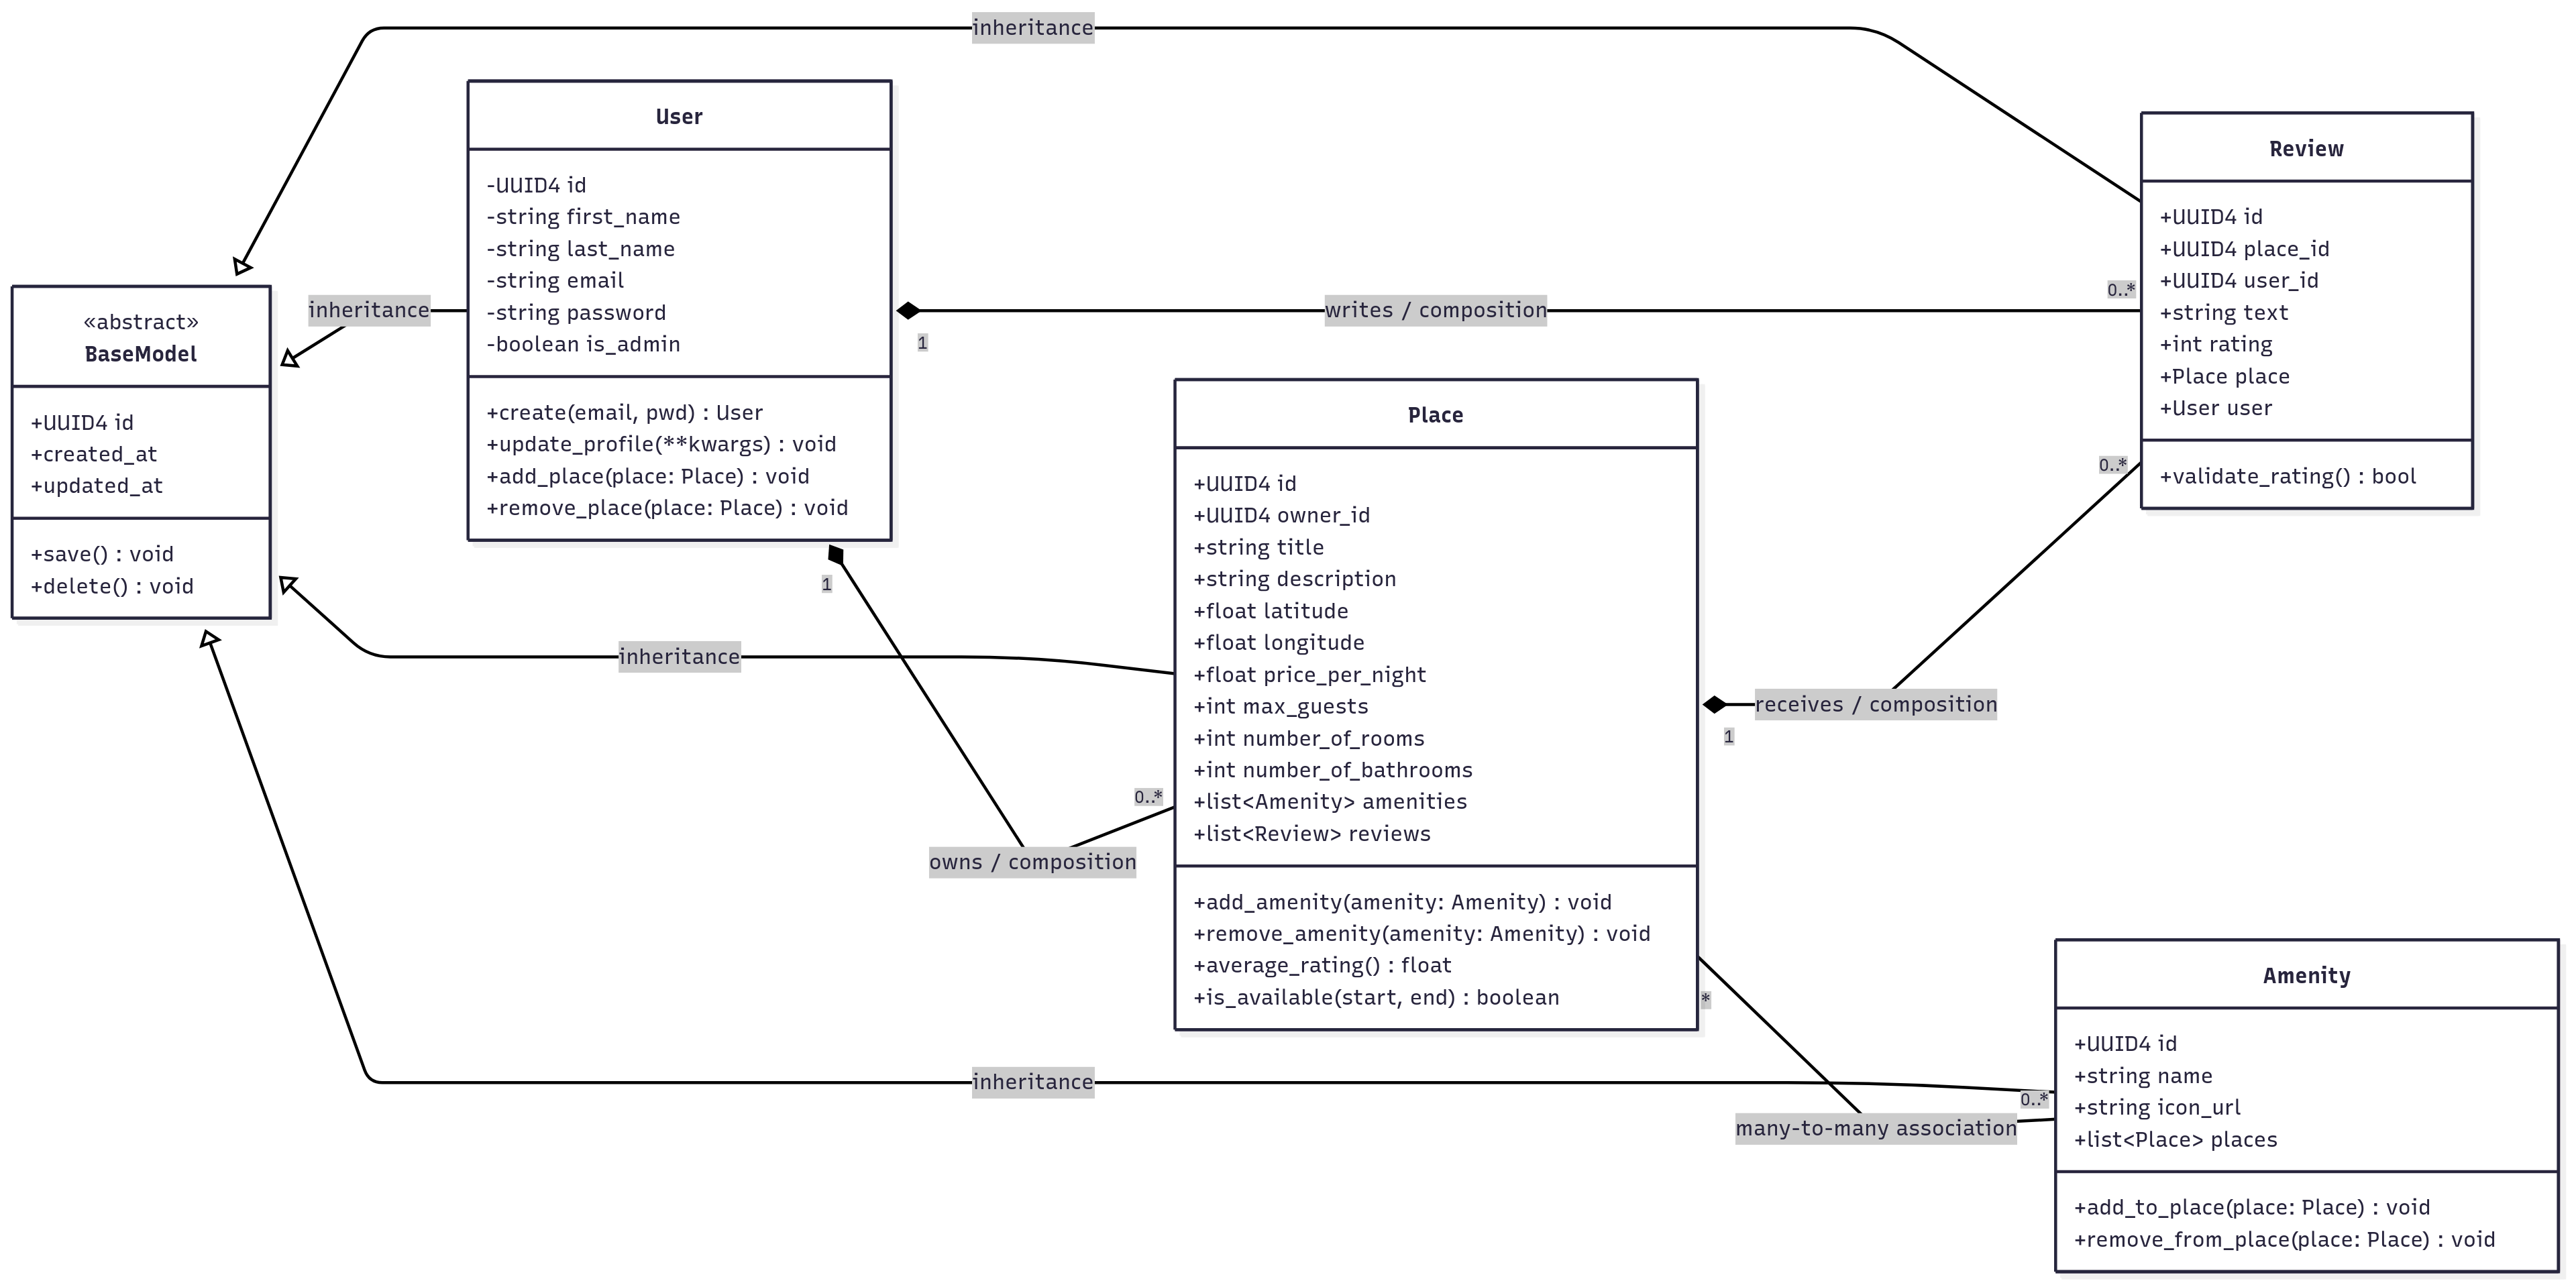 inheritance
User
-UUID4 id
-string first_name
-string last_name
-string email
-string password
-boolean is_admin
+create(email, pwd) : User
+update_profile(**kwargs) : void
+add_place(place: Place) : void
+remove_place(place: Place) : void
Review
+UUID4 id
+UUID4 place_id
+UUID4 user_id
+string text
+int rating
+Place place
+User user
+validate_rating() : bool
«abstract»
BaseModel
+UUID4 id
+created_at
+updated_at
+save() : void
+delete() : void
inheritance
writes / composition
1
0..*
Place
+UUID4 id
+UUID4 owner_id
+string title
+string description
+float latitude
+float longitude
+float price_per_night
+int max_guests
+int number_of_rooms
+int number_of_bathrooms
+list<Amenity> amenities
+list<Review> reviews
+add_amenity(amenity: Amenity) : void
+remove_amenity(amenity: Amenity) : void
+average_rating() : float
+is_available(start, end) : boolean
0..*
1
inheritance
receives / composition
1
0..*
owns / composition
*
Amenity
+UUID4 id
+string name
+string icon_url
+list<Place> places
+add_to_place(place: Place) : void
+remove_from_place(place: Place) : void
inheritance
0..*
many-to-many association